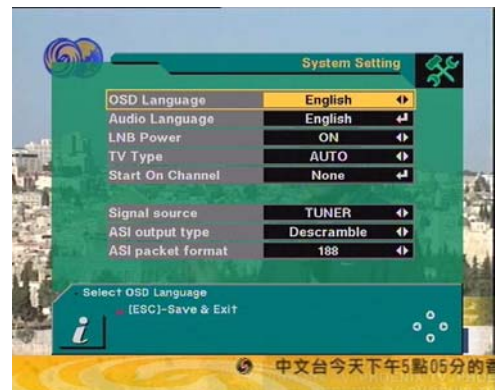 System Setting
OSD Language English
Audio Language English
LNB Power ON
TV Type AUTO
Start On Channel None
Signal source TUNER
ASI output type Descramble
ASI packet format 188
Select OSD Language
[ESC]-Save & Exit
i
中文台今天下午5點05分的